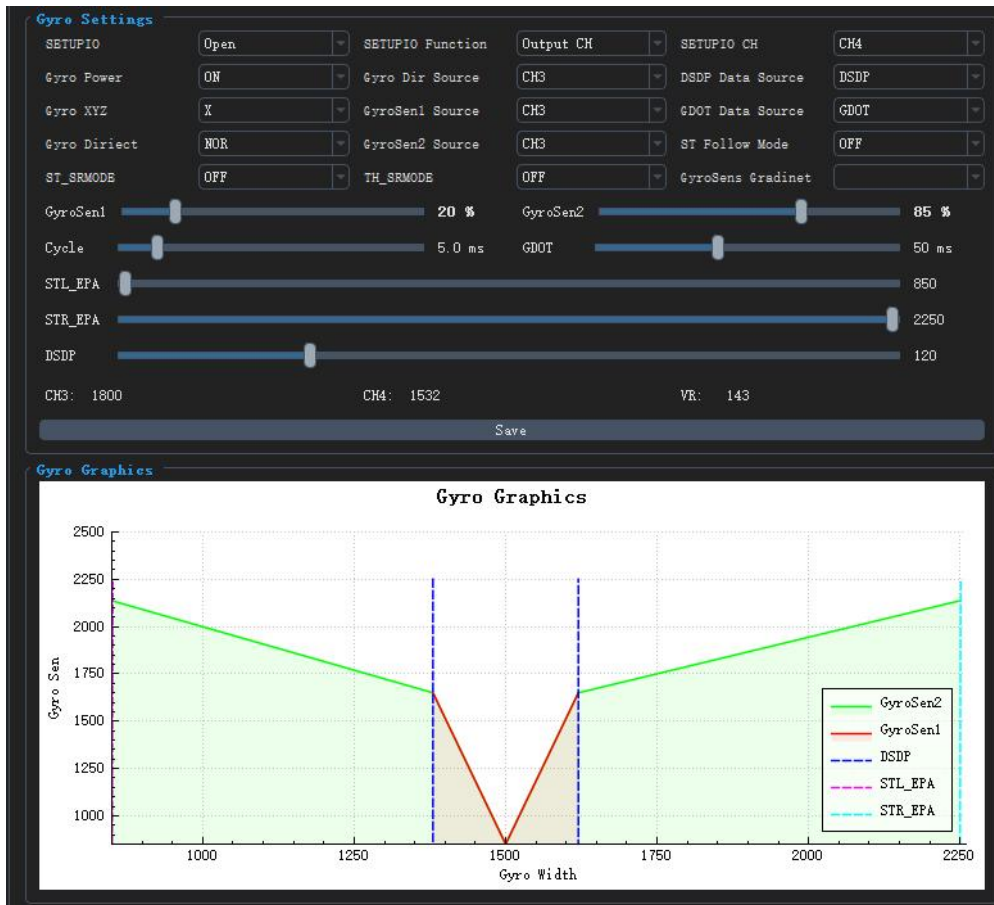 Gyro Settings
SETUPIO Open SETUPIO Function Output CH SETUPIO CH CH4
Gyro Power ON Gyro Dir Source CH3 DSDP Data Source DSDP
Gyro XYZ X GyroSen1 Source CH3 GDOT Data Source GDOT
Gyro Diriect NOR GyroSen2 Source CH3 ST Follow Mode OFF
ST_SRMODE OFF TH_SRMODE OFF GyroSens Gradinet
GyroSen1 20 % GyroSen2 85 %
Cycle 5.0 ms GDOT 50 ms
STL_EPA 850
STR_EPA 2250
DSDP 120
CH3: 1800 CH4: 1532 VR: 143
Save
Gyro Graphics
Gyro Graphics
2500
2250
2000
1750
1500
1250
1000
Gyro Sen
GyroSen2
GyroSen1
DSDP
STL_EPA
STR_EPA
1000 1250 1500 1750 2000 2250
Gyro Width